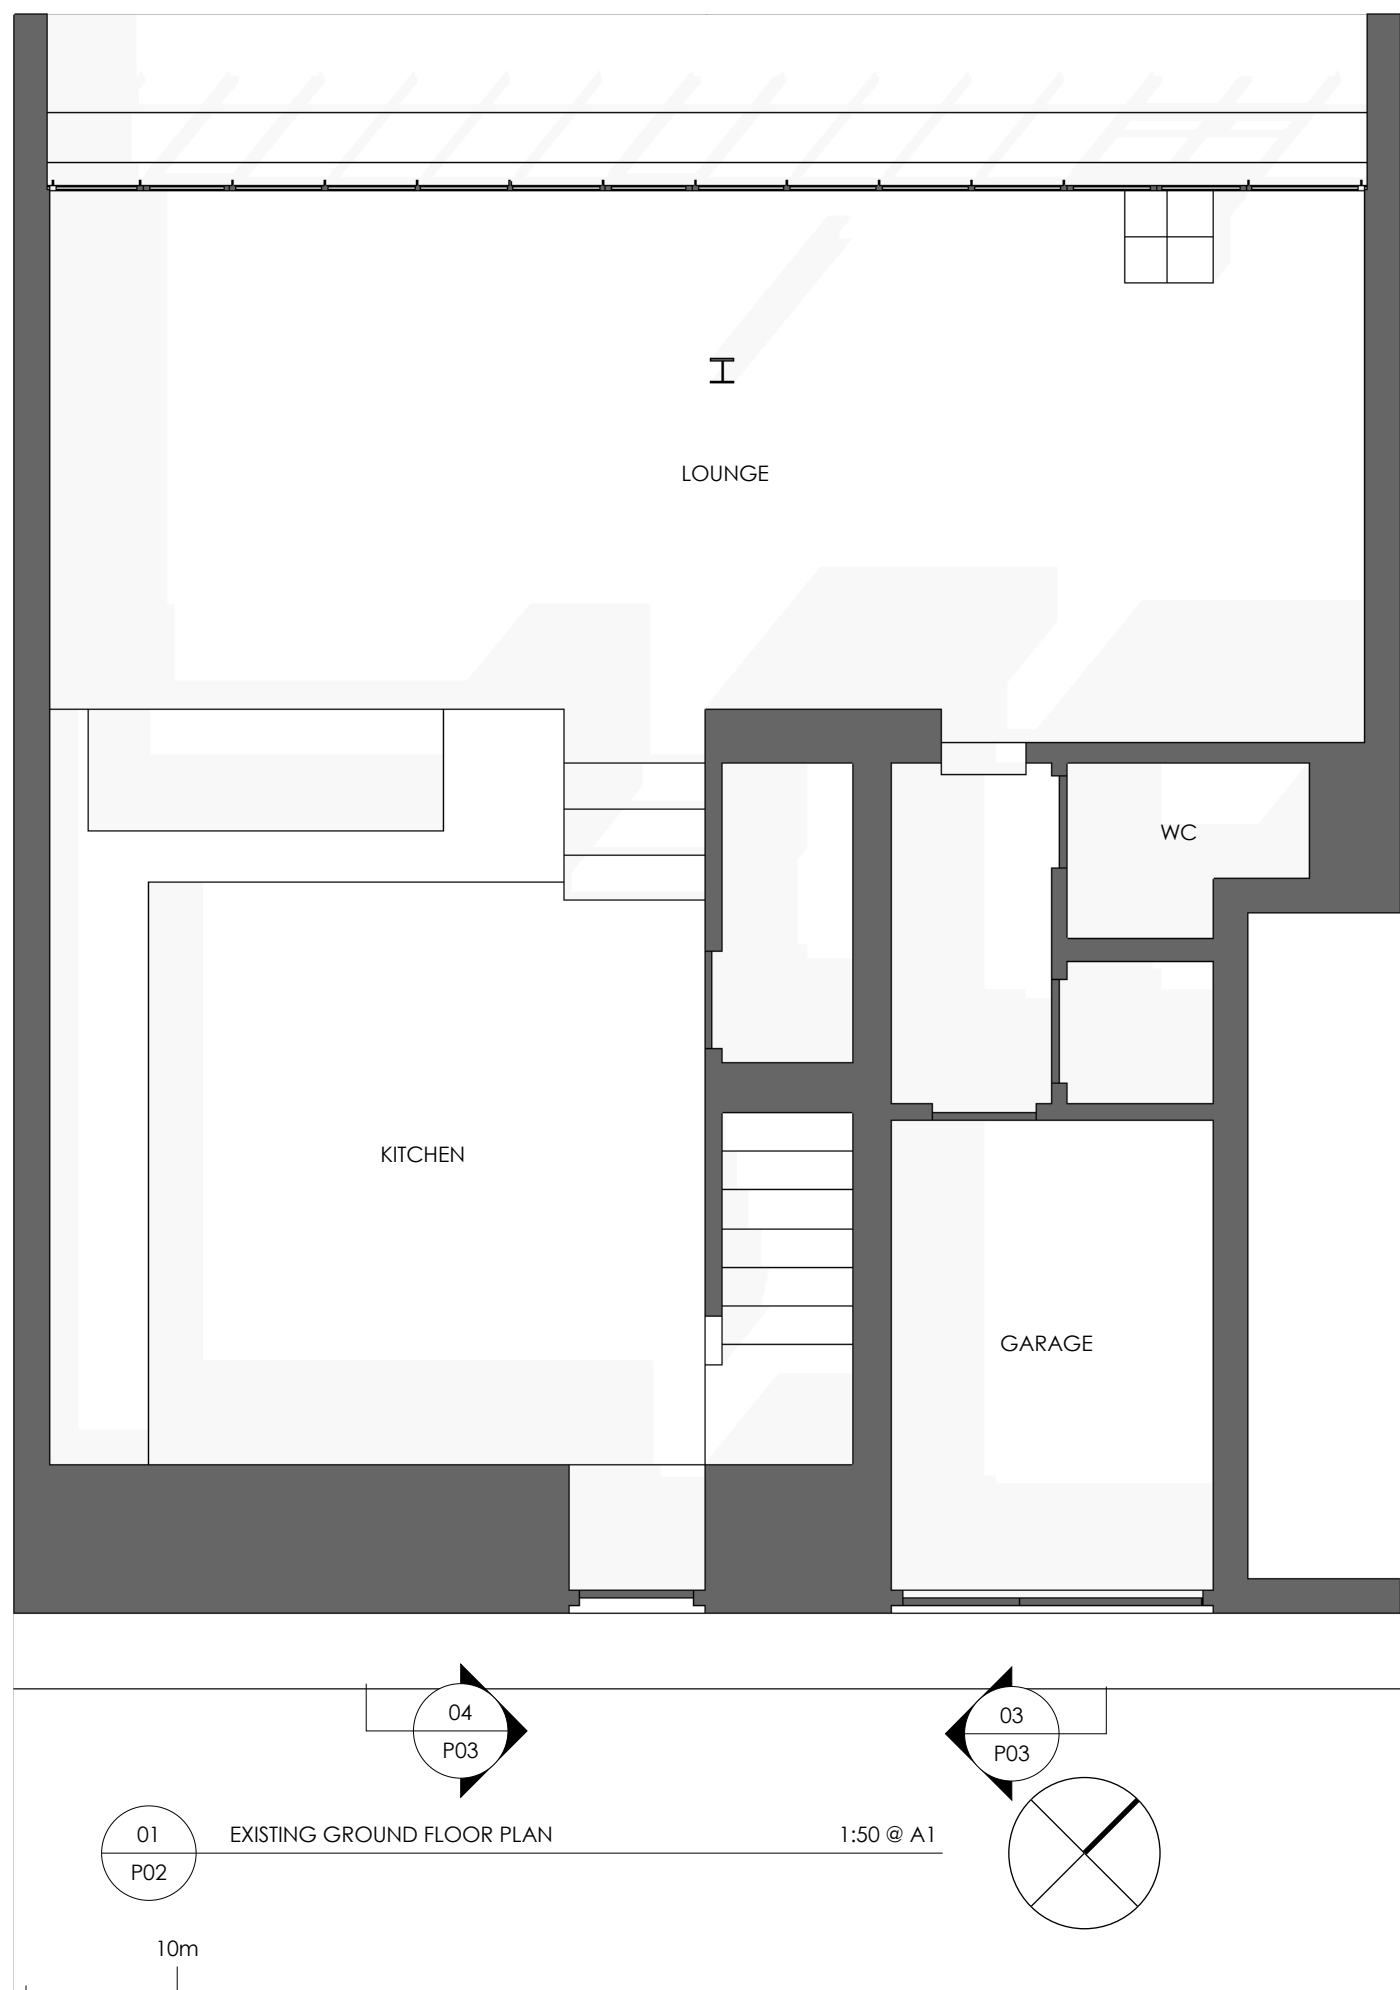 LOUNGE
WC
KITCHEN
GARAGE
04
P03
03
P03
01
P02
EXISTING GROUND FLOOR PLAN
1:50 @ A1
10m